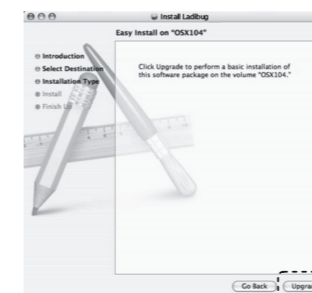 Install Ladibug
Easy Install on "OSX104"
Introduction
Select Destination
Installation Type
Install
Finish Up
Click Upgrade to perform a basic installation of
this software package on the volume "OSX104."
Go Back